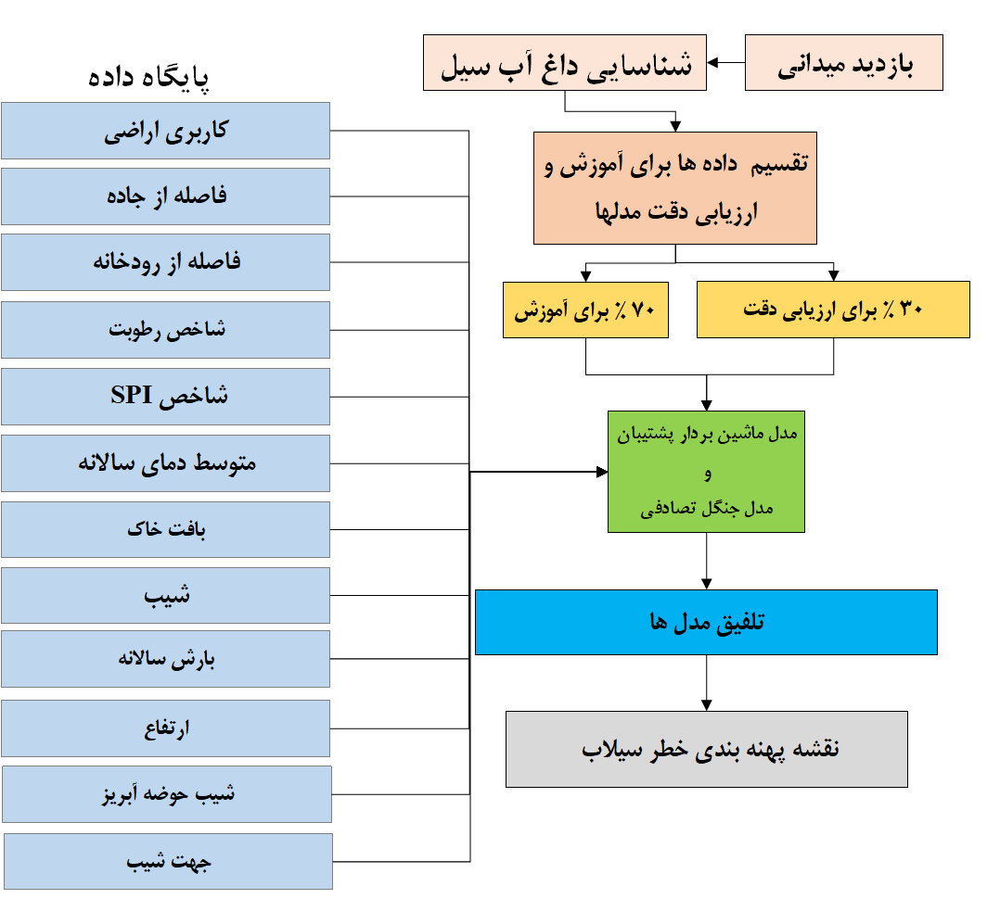 بازدید میدانی
شناسایی داغ آب سیل
تقسیم داده ها برای آموزش و
ارزیابی دقت مدلها
۳۰ % برای ارزیابی دقت
۷۰ % برای آموزش
مدل ماشین بردار پشتیبان
و
مدل جنگل تصادفی
تلفیق مدل ها
نقشه پهنه بندی خطر سیلاب
پایگاه داده
کاربری اراضی
فاصله از جاده
فاصله از رودخانه
شاخص رطوبت
شاخص SPI
متوسط دمای سالانه
بافت خاک
شیب
بارش سالانه
ارتفاع
شیب حوضه آبریز
جهت شیب